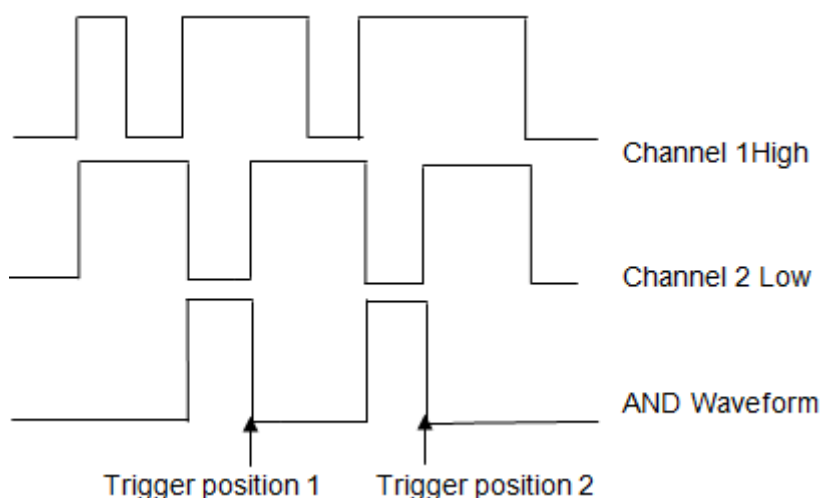 Channel 1High
Channel 2 Low
AND Waveform
Trigger position 1
Trigger position 2